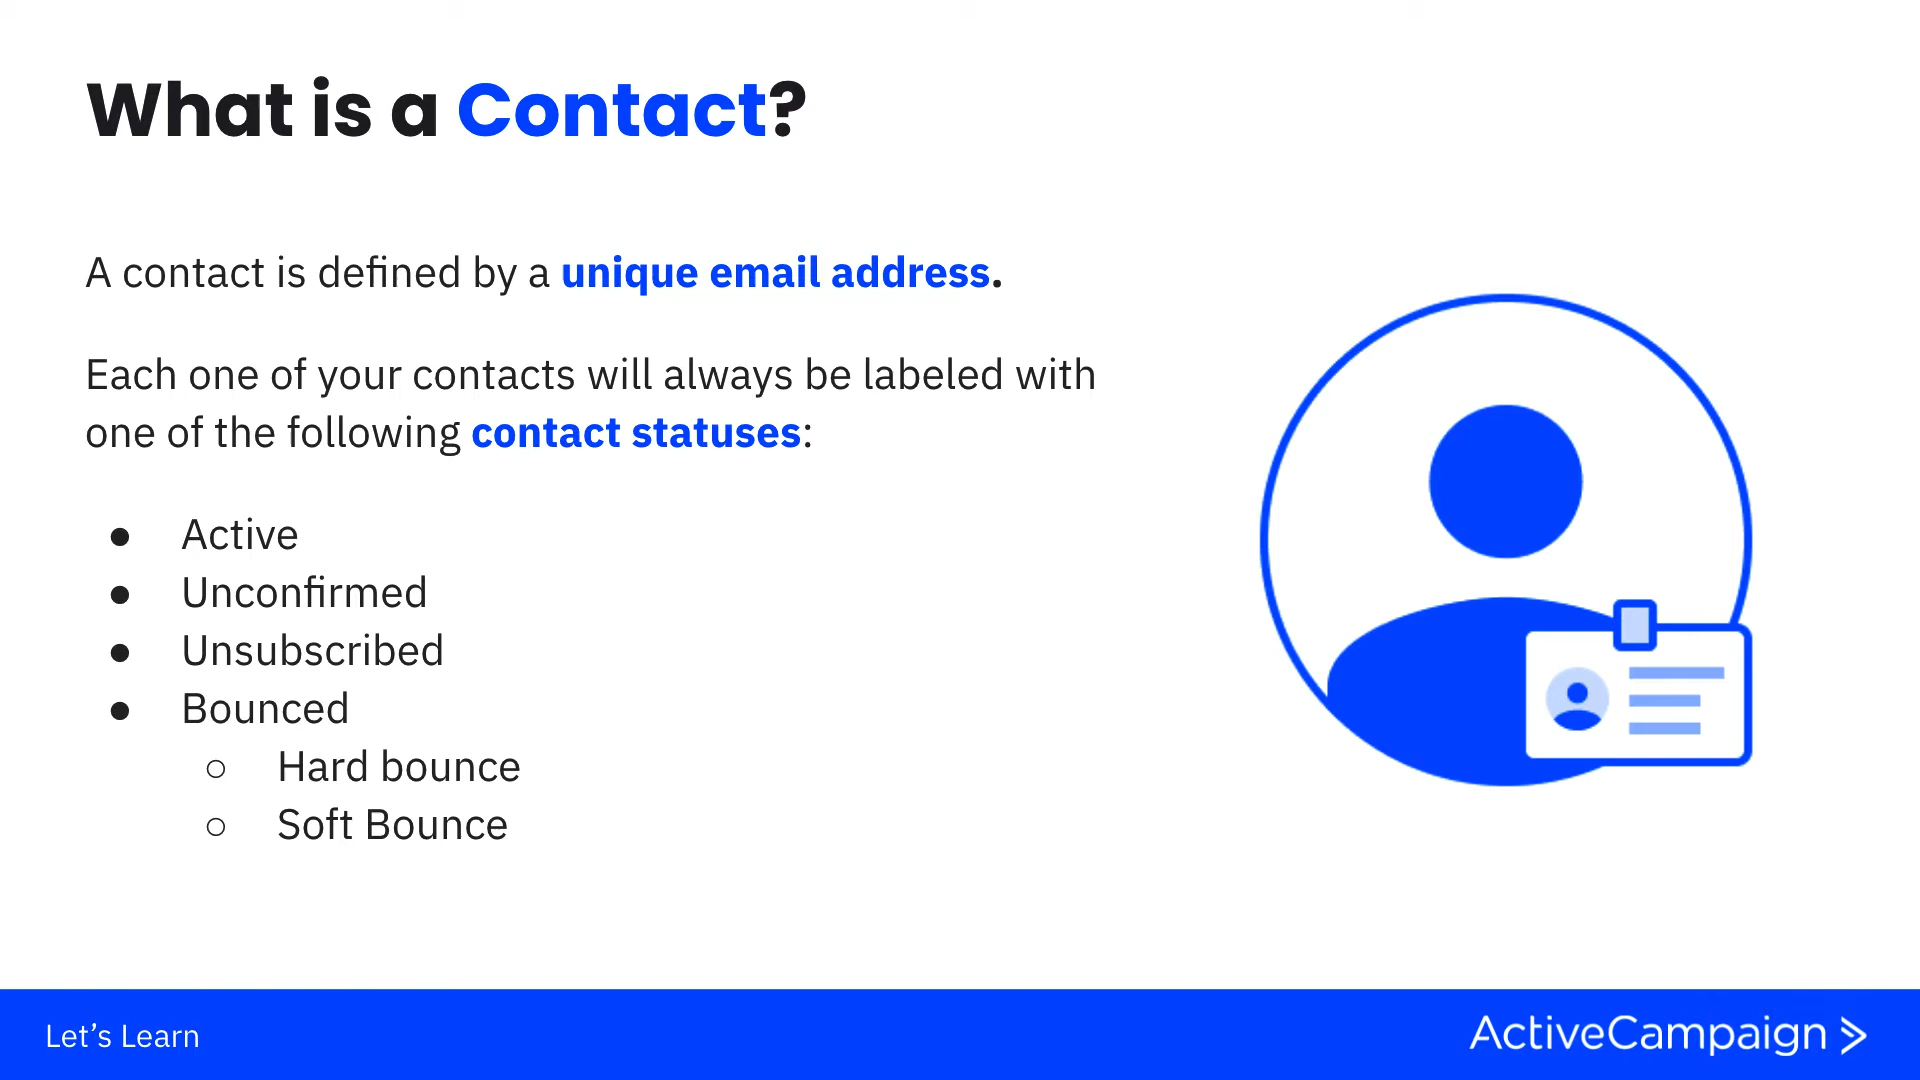 What is a Contact?
A contact is defined by a unique email address.
Each one of your contacts will always be labeled with
one of the following contact statuses:
● Active
● Unconfirmed
● Unsubscribed
● Bounced
○ Hard bounce
○ Soft Bounce
Let’s Learn
ActiveCampaign